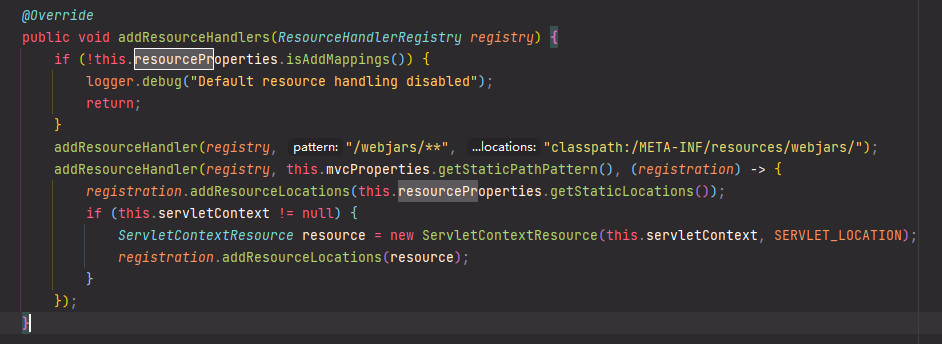 @Override
public void addResourceHandlers(ResourceHandlerRegistry registry) {
    if (!this.resourceProperties.isAddMappings()) {
        logger.debug("Default resource handling disabled");
        return;
    }
    addResourceHandler(registry, pattern: "/webjars/**", ...locations: "classpath:/META-INF/resources/webjars/");
    addResourceHandler(registry, this.mvcProperties.getStaticPathPattern(), (registration) -> {
        registration.addResourceLocations(this.resourceProperties.getStaticLocations());
        if (this.servletContext != null) {
            ServletContextResource resource = new ServletContextResource(this.servletContext, SERVLET_LOCATION);
            registration.addResourceLocations(resource);
        }
    });
}